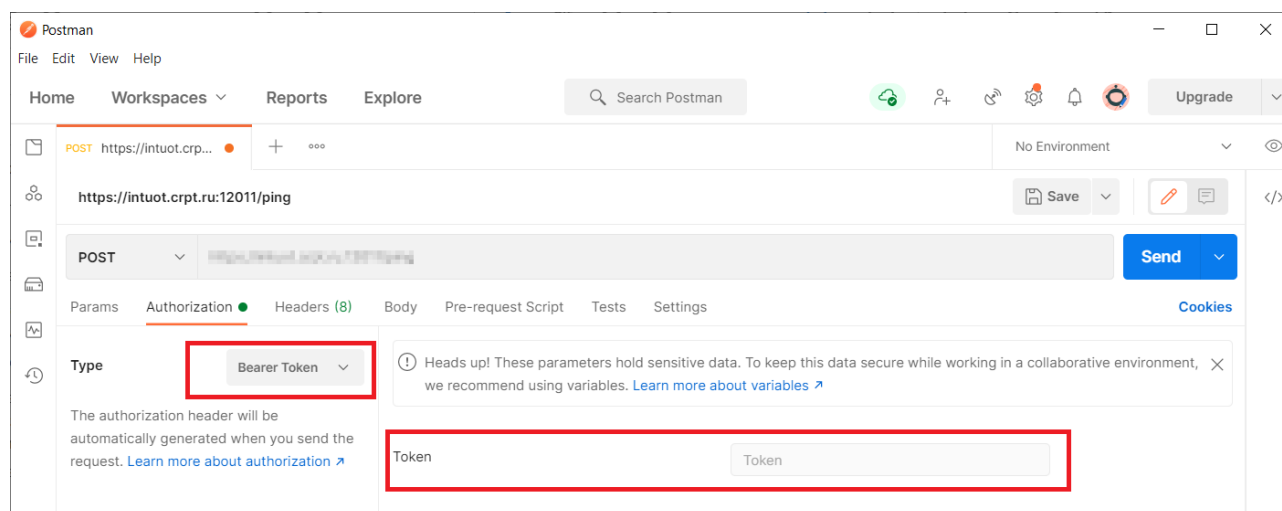 Postman
File Edit View Help
Home Workspaces Reports Explore Search Postman Upgrade
POST https://intuot.crp... No Environment
https://intuot.crpt.ru:12011/ping Save
POST Send
Params Authorization Headers (8) Body Pre-request Script Tests Settings Cookies
Type Bearer Token
The authorization header will be
automatically generated when you send the
request. Learn more about authorization ↗
Heads up! These parameters hold sensitive data. To keep this data secure while working in a collaborative environment,
we recommend using variables. Learn more about variables ↗
Token Token